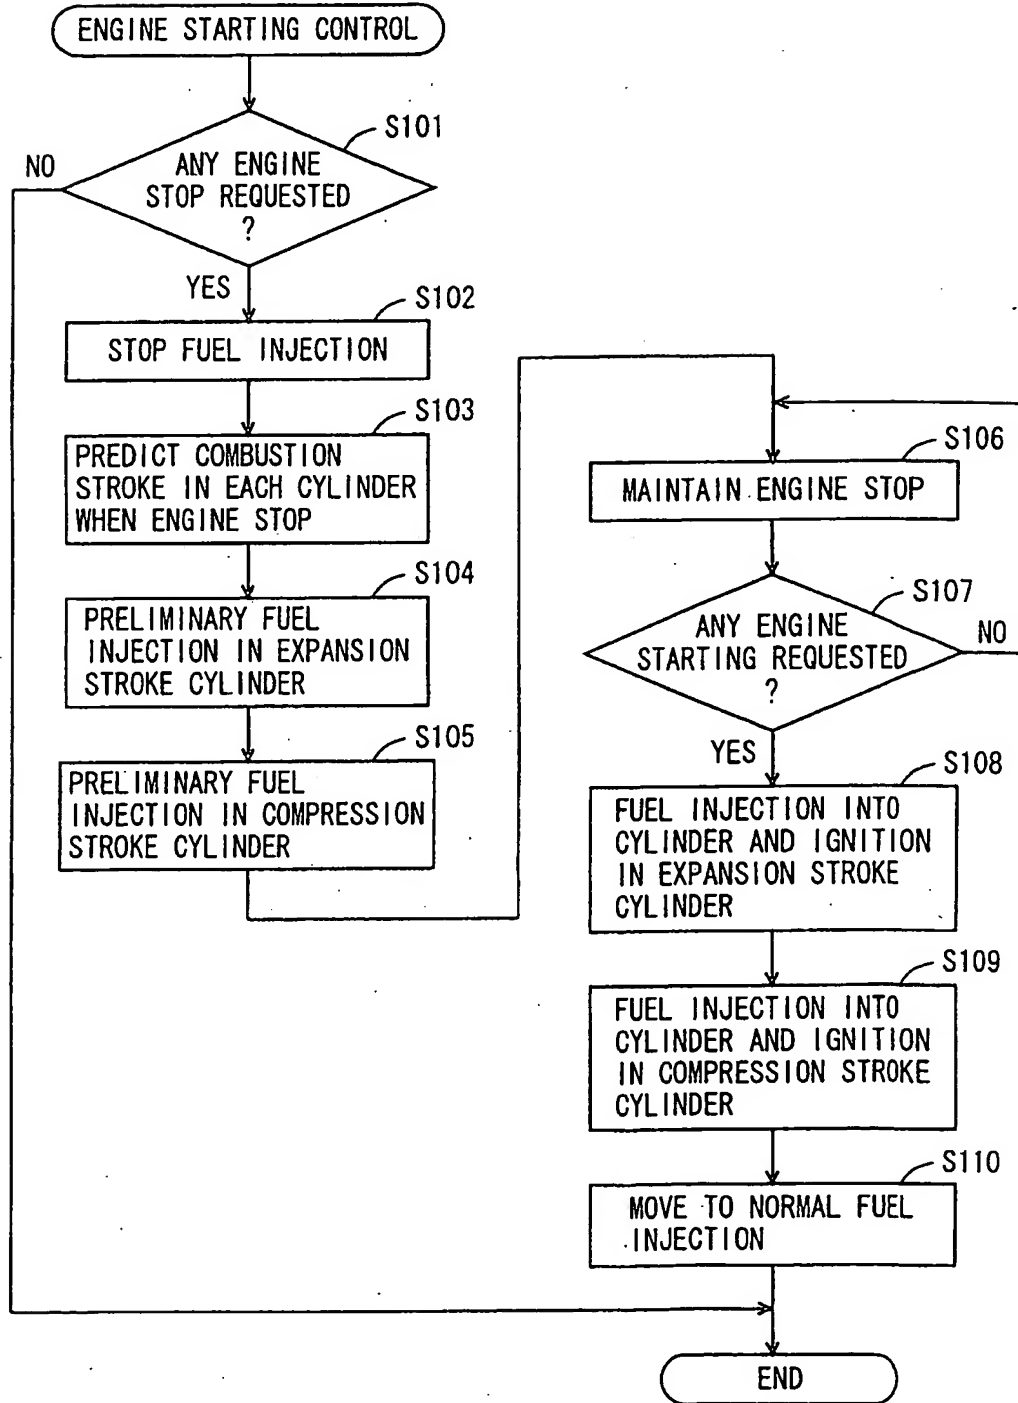 ENGINE STARTING CONTROL
S101
NO
ANY ENGINE
STOP REQUESTED
?
YES
S102
STOP FUEL INJECTION
S103
PREDICT COMBUSTION
STROKE IN EACH CYLINDER
WHEN ENGINE STOP
S104
PRELIMINARY FUEL
INJECTION IN EXPANSION
STROKE CYLINDER
S105
PRELIMINARY FUEL
INJECTION IN COMPRESSION
STROKE CYLINDER
S106
MAINTAIN ENGINE STOP
S107
ANY ENGINE
STARTING REQUESTED
?
NO
YES
S108
FUEL INJECTION INTO
CYLINDER AND IGNITION
IN EXPANSION STROKE
CYLINDER
S109
FUEL INJECTION INTO
CYLINDER AND IGNITION
IN COMPRESSION STROKE
CYLINDER
S110
MOVE TO NORMAL FUEL
INJECTION
END